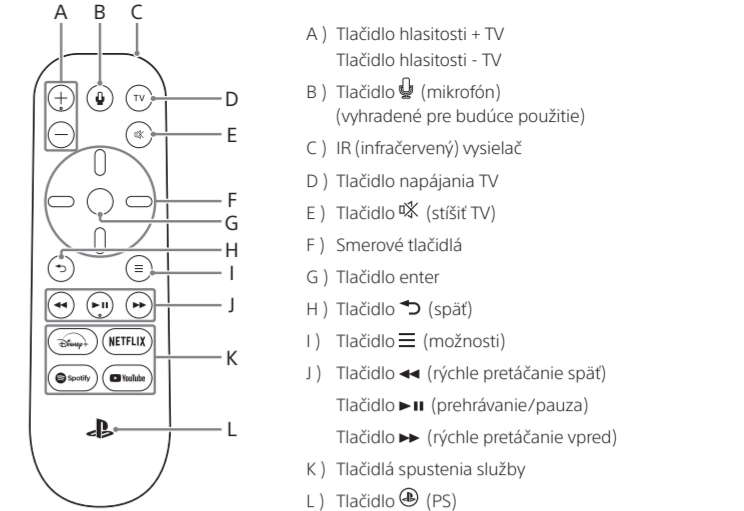 A B C
TV
D
E
F
G
H
I
J
Disney+ NETFLIX
K
Spotify YouTube
L
A ) Tlačidlo hlasitosti + TV
Tlačidlo hlasitosti - TV
B ) Tlačidlo (mikrofón)
(vyhradené pre budúce použitie)
C ) IR (infračervený) vysielač
D ) Tlačidlo napájania TV
E ) Tlačidlo (stíšiť TV)
F ) Smerové tlačidlá
G ) Tlačidlo enter
H ) Tlačidlo (späť)
I ) Tlačidlo (možnosti)
J ) Tlačidlo (rýchle pretáčanie späť)
Tlačidlo (prehrávanie/pauza)
Tlačidlo (rýchle pretáčanie vpred)
K ) Tlačidlá spustenia služby
L ) Tlačidlo (PS)